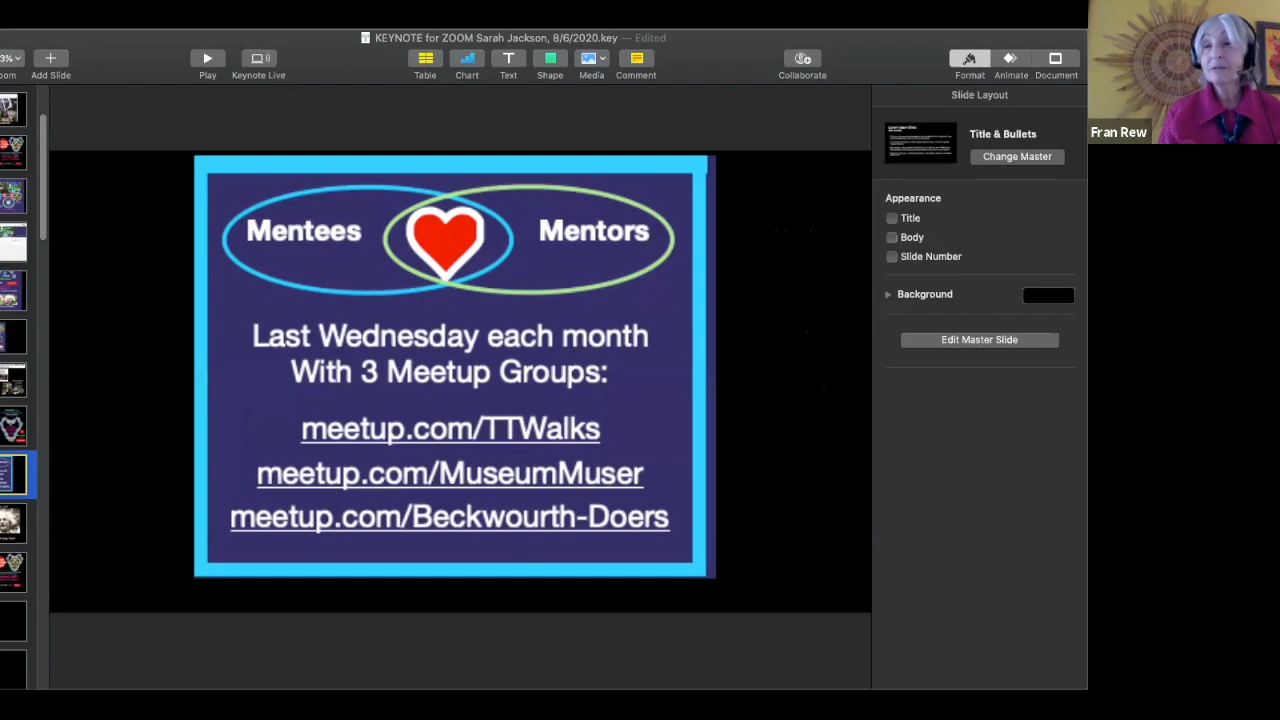 KEYNOTE for ZOOM Sarah Jackson, 8/6/2020.key — Edited
3%
oom
Add Slide
Play
Keynote Live
Table
Chart
Text
Shape
Media
Comment
Collaborate
Format
Animate
Document
Slide Layout
Title & Bullets
Change Master
Appearance
Title
Body
Slide Number
Background
Edit Master Slide
Fran Rew
Mentees
Mentors
Last Wednesday each month
With 3 Meetup Groups:
meetup.com/TTWalks
meetup.com/MuseumMuser
meetup.com/Beckwourth-Doers